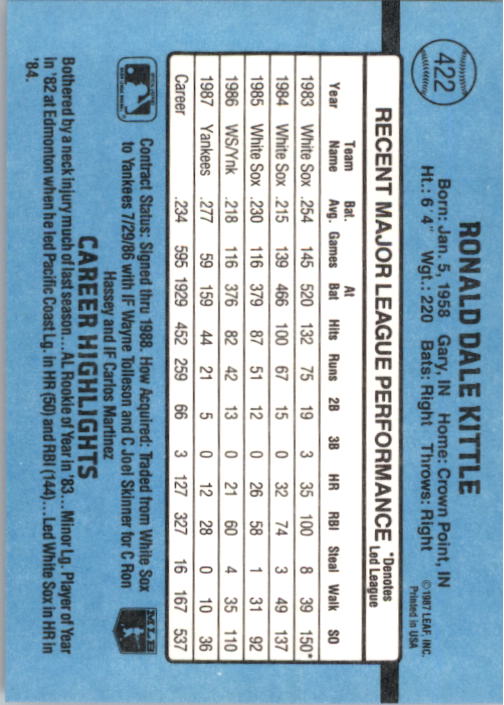 422
RONALD DALE KITTLE
©1987 LEAF, INC.
Printed in USA
Born: Jan. 5, 1958 Gary, IN Home: Crown Point, IN
Ht.: 6' 4" Wgt.: 220 Bats: Right Throws: Right
RECENT MAJOR LEAGUE PERFORMANCE *Denotes Led League
Year Team Name Bat. Avg. Games At Bat Hits Runs 2B 3B HR RBI Steal Walk SO
1983 White Sox .254 145 520 132 75 19 3 35 100 8 39 150*
1984 White Sox .215 139 466 100 67 15 0 32 74 3 49 137
1985 White Sox .230 116 379 87 51 12 0 26 58 1 31 92
1986 WS/Ynk .218 116 376 82 42 13 0 21 60 4 35 110
1987 Yankees .277 59 159 44 21 5 0 12 28 0 10 36
Career .234 595 1929 452 259 66 3 127 327 16 167 537
Contract Status: Signed thru 1988. How Acquired: Traded from White Sox
to Yankees 7/29/86 with IF Wayne Tolleson and C Joel Skinner for C Ron
Hassey and IF Carlos Martinez
MLB
CAREER HIGHLIGHTS
Bothered by a neck injury much of last season...AL Rookie of Year in '83...Minor Lg. Player of Year
in '82 at Edmonton when he led Pacific Coast Lg. in HR (50) and RBI (144)...Led White Sox in HR in
'84.